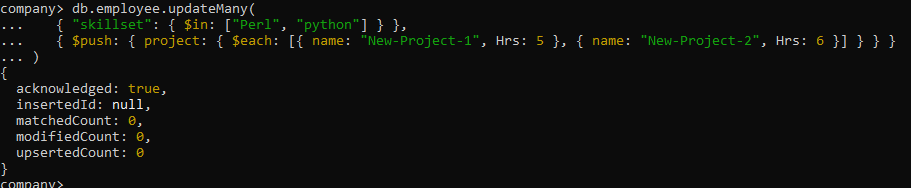 company> db.employee.updateMany(
...     { "skillset": { $in: ["Perl", "python"] } },
...     { $push: { project: { $each: [{ name: "New-Project-1", Hrs: 5 }, { name: "New-Project-2", Hrs: 6 }] } } }
... )
{
  acknowledged: true,
  insertedId: null,
  matchedCount: 0,
  modifiedCount: 0,
  upsertedCount: 0
}
company>